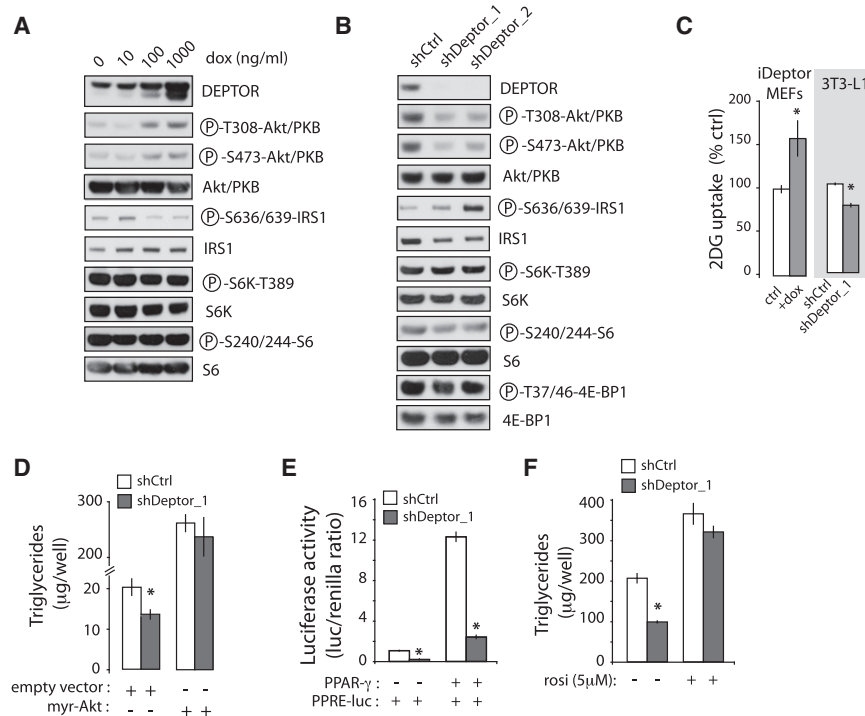 A
0 10 100 1000 dox (ng/ml)
DEPTOR
Ⓟ-T308-Akt/PKB
Ⓟ-S473-Akt/PKB
Akt/PKB
Ⓟ-S636/639-IRS1
IRS1
Ⓟ-S6K-T389
S6K
Ⓟ-S240/244-S6
S6
B
shCtrl shDeptor_1 shDeptor_2
DEPTOR
Ⓟ-T308-Akt/PKB
Ⓟ-S473-Akt/PKB
Akt/PKB
Ⓟ-S636/639-IRS1
IRS1
Ⓟ-S6K-T389
S6K
Ⓟ-S240/244-S6
S6
Ⓟ-T37/46-4E-BP1
4E-BP1
C
iDeptor
MEFs
3T3-L1
2DG uptake (% ctrl)
200
150
100
50
0
*
*
ctrl +dox shCtrl shDeptor_1
D
shCtrl
shDeptor_1
Triglycerides
(µg/well)
300
200
20
10
0
*
empty vector : + + - -
myr-Akt : - - + +
E
shCtrl
shDeptor_1
Luciferase activity
(luc/renilla ratio)
16
12
8
4
0
*
*
PPAR-γ : - - + +
PPRE-luc : + + + +
F
shCtrl
shDeptor_1
Triglycerides
(µg/well)
400
300
200
100
0
*
rosi (5µM): - - + +